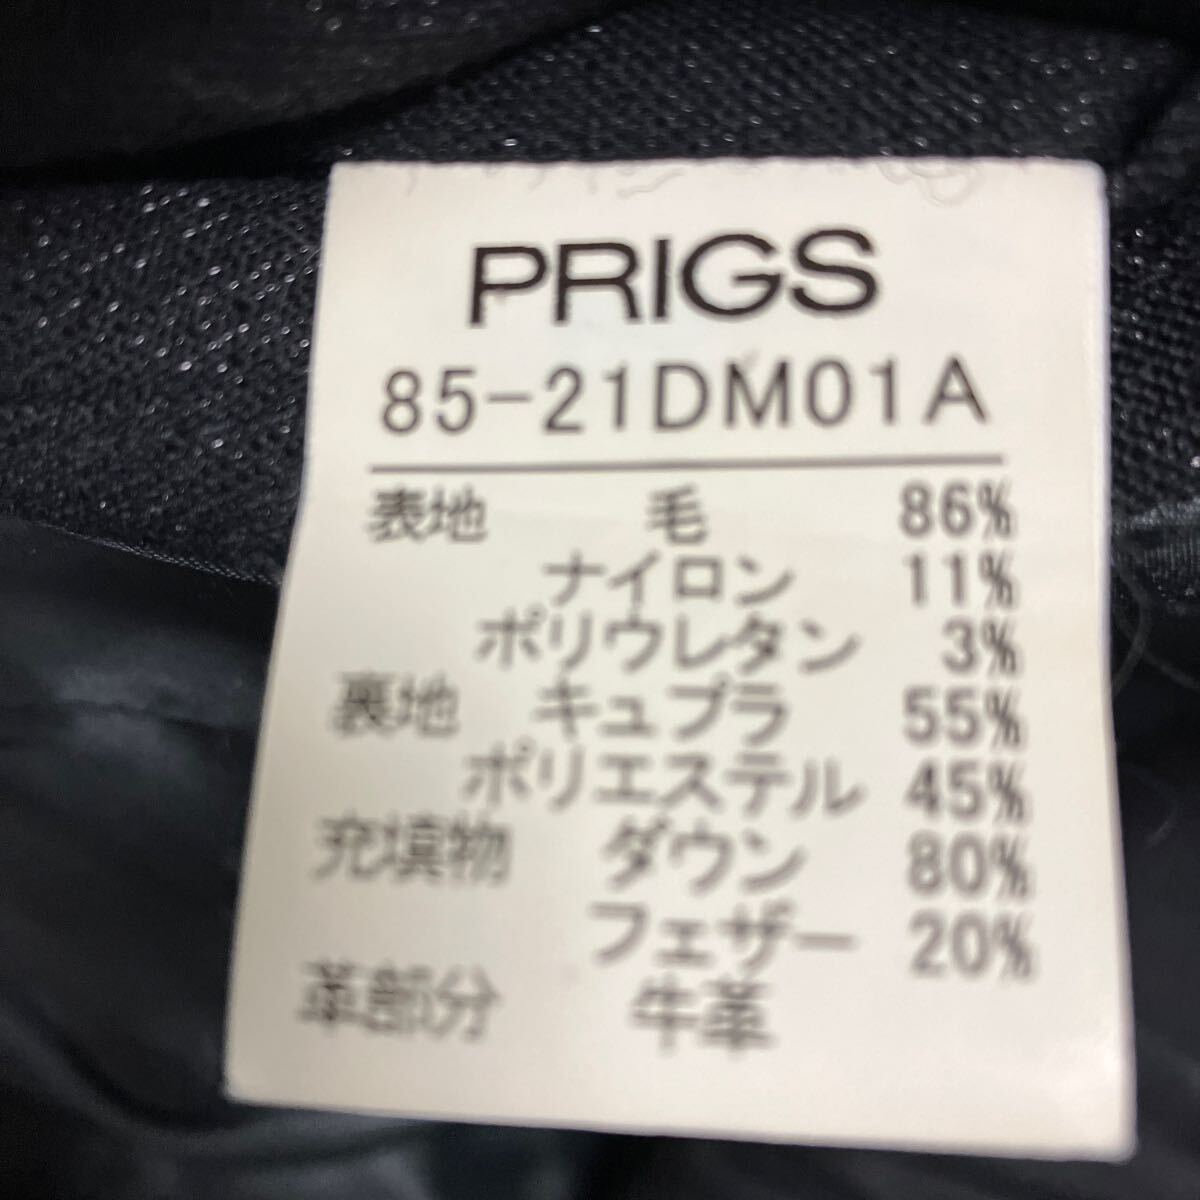 PRIGS
85-21DM01A
表地 毛 86%
ナイロン 11%
ポリウレタン 3%
裏地 キュプラ 55%
ポリエステル 45%
充填物 ダウン 80%
フェザー 20%
革部分 牛革